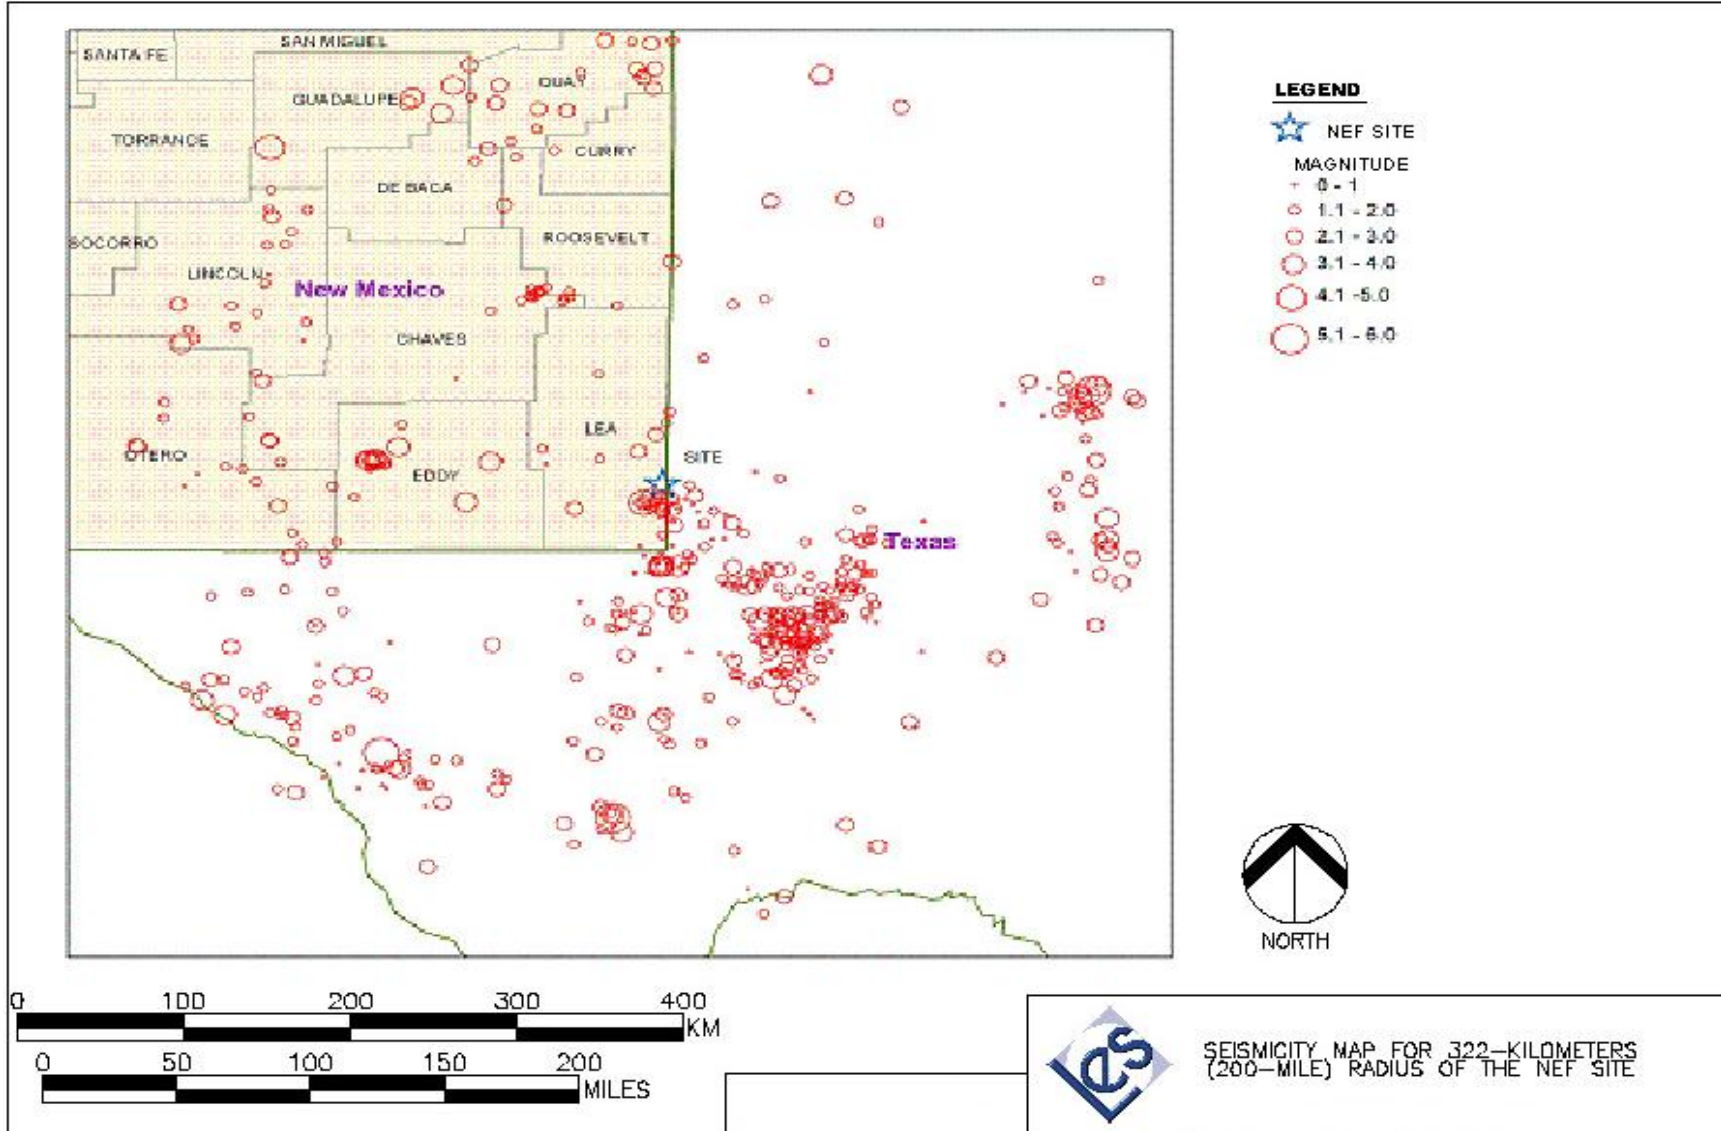 SANTA FE
SAN MIGUEL
GUADALUPE
QUAY
TORRANCE
CURRY
DE BACA
SOCORRO
ROOSEVELT
LINCOLN
New Mexico
CHAVES
LEA
OTERO
EDDY
SITE
Texas
LEGEND
NEF SITE
MAGNITUDE
0 - 1
1.1 - 2.0
2.1 - 3.0
3.1 - 4.0
4.1 -5.0
5.1 - 6.0
NORTH
0 100 200 300 400
KM
0 50 100 150 200
MILES
Les
SEISMICITY MAP FOR 322-KILOMETERS
(200-MILE) RADIUS OF THE NEF SITE